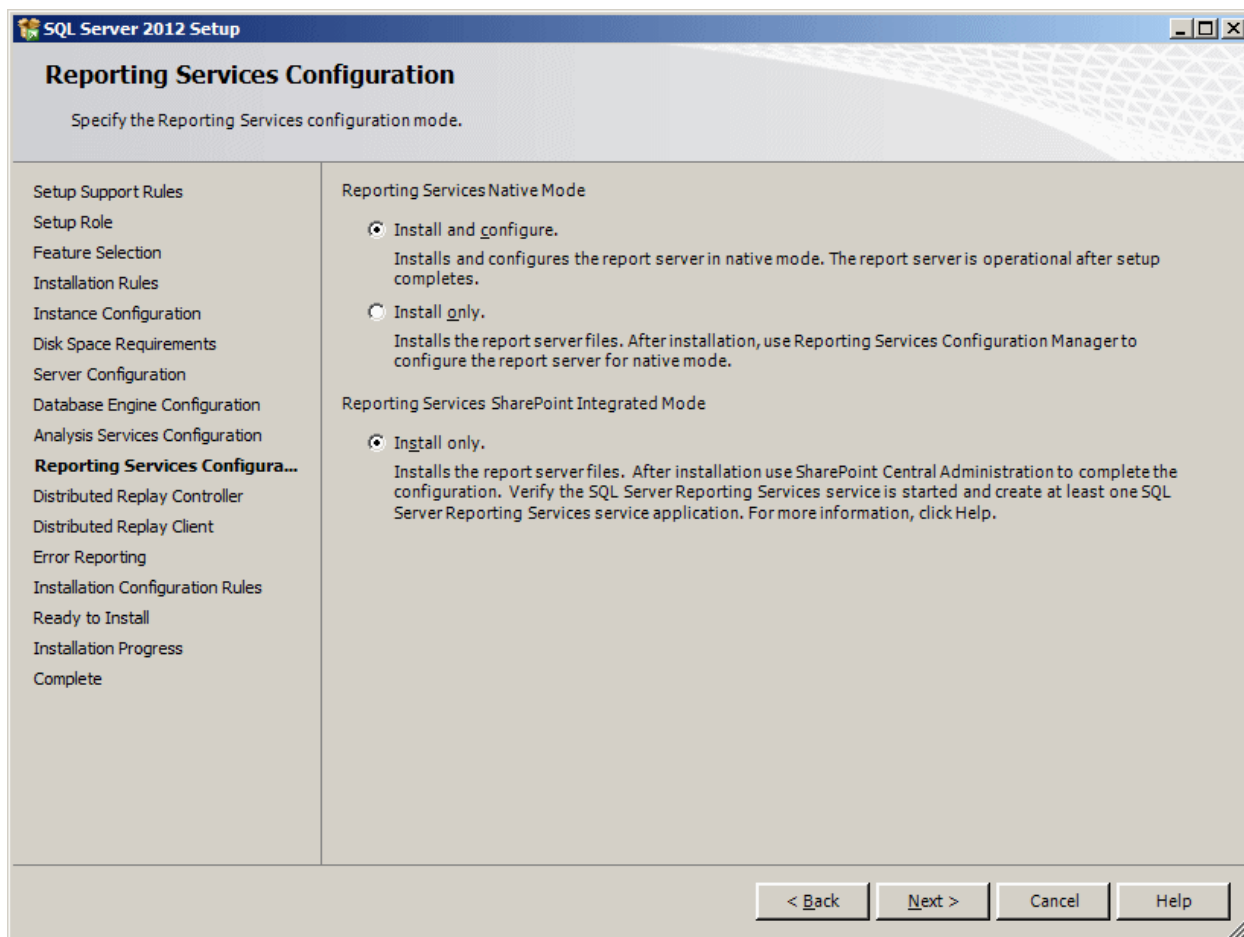 SQL Server 2012 Setup
Reporting Services Configuration
Specify the Reporting Services configuration mode.
Setup Support Rules
Setup Role
Feature Selection
Installation Rules
Instance Configuration
Disk Space Requirements
Server Configuration
Database Engine Configuration
Analysis Services Configuration
Reporting Services Configura...
Distributed Replay Controller
Distributed Replay Client
Error Reporting
Installation Configuration Rules
Ready to Install
Installation Progress
Complete
Reporting Services Native Mode
Install and configure.
Installs and configures the report server in native mode. The report server is operational after setup
completes.
Install only.
Installs the report server files. After installation, use Reporting Services Configuration Manager to
configure the report server for native mode.
Reporting Services SharePoint Integrated Mode
Install only.
Installs the report server files. After installation use SharePoint Central Administration to complete the
configuration. Verify the SQL Server Reporting Services service is started and create at least one SQL
Server Reporting Services service application. For more information, click Help.
< Back
Next >
Cancel
Help